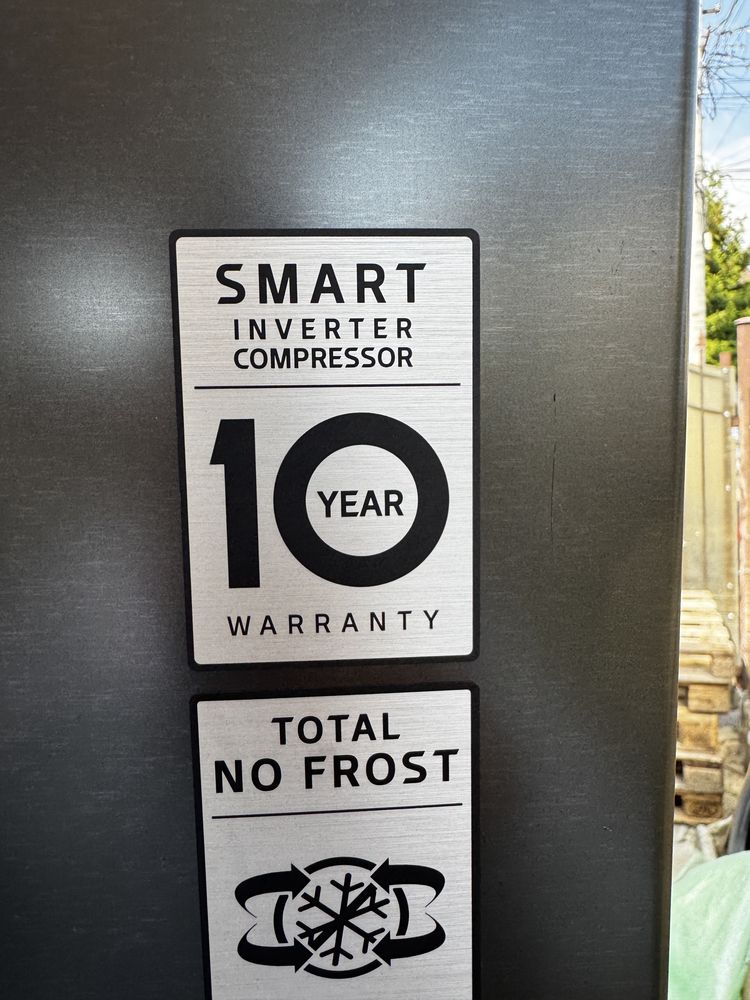 SMART
INVERTER
COMPRESSOR
10
YEAR
WARRANTY
TOTAL
NO FROST